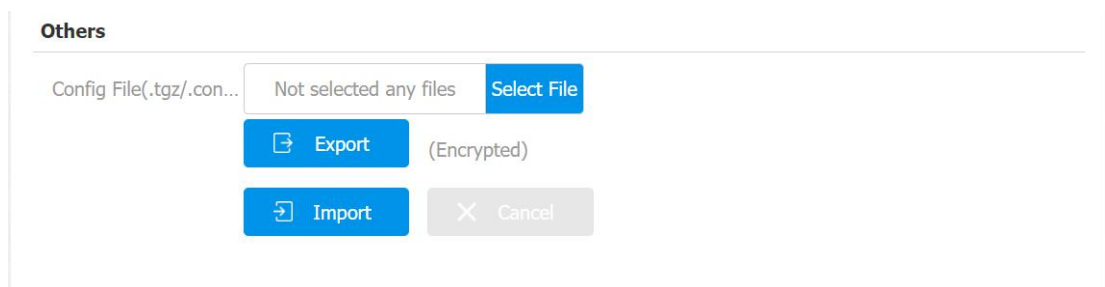 Others
Config File(.tgz/.con... Not selected any files Select File
Export (Encrypted)
Import Cancel